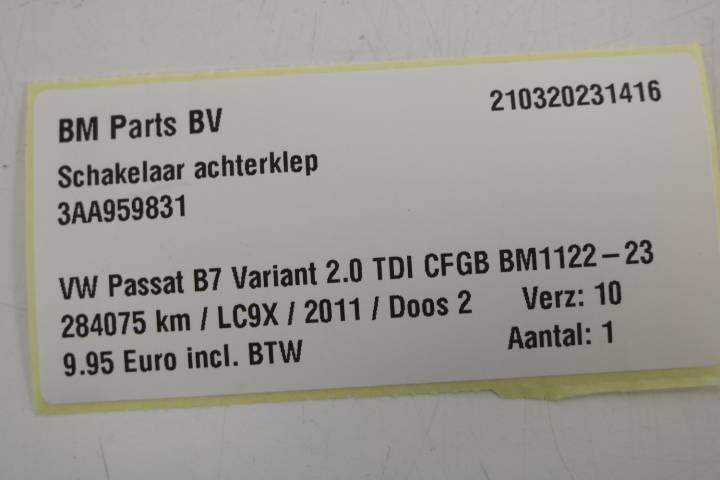 BM Parts BV
210320231416
Schakelaar achterklep
3AA959831
VW Passat B7 Variant 2.0 TDI CFGB BM1122-23
284075 km / LC9X / 2011 / Doos 2 Verz: 10
9.95 Euro incl. BTW Aantal: 1